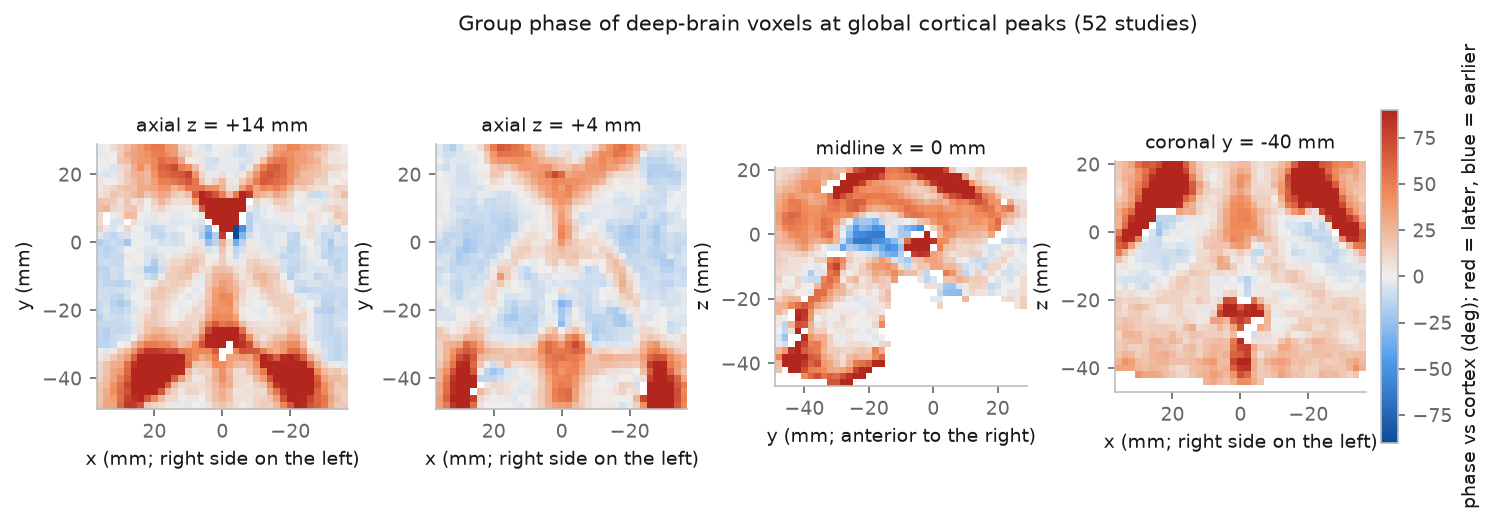 Group phase of deep-brain voxels at global cortical peaks (52 studies)
axial z = +14 mm
y (mm)
20
0
−20
−40
20
0
−20
x (mm; right side on the left)
axial z = +4 mm
y (mm)
20
0
−20
−40
20
0
−20
x (mm; right side on the left)
midline x = 0 mm
z (mm)
20
0
−20
−40
−40
−20
0
20
y (mm; anterior to the right)
coronal y = -40 mm
z (mm)
20
0
−20
−40
20
0
−20
x (mm; right side on the left)
75
50
25
0
−25
−50
−75
phase vs cortex (deg); red = later, blue = earlier